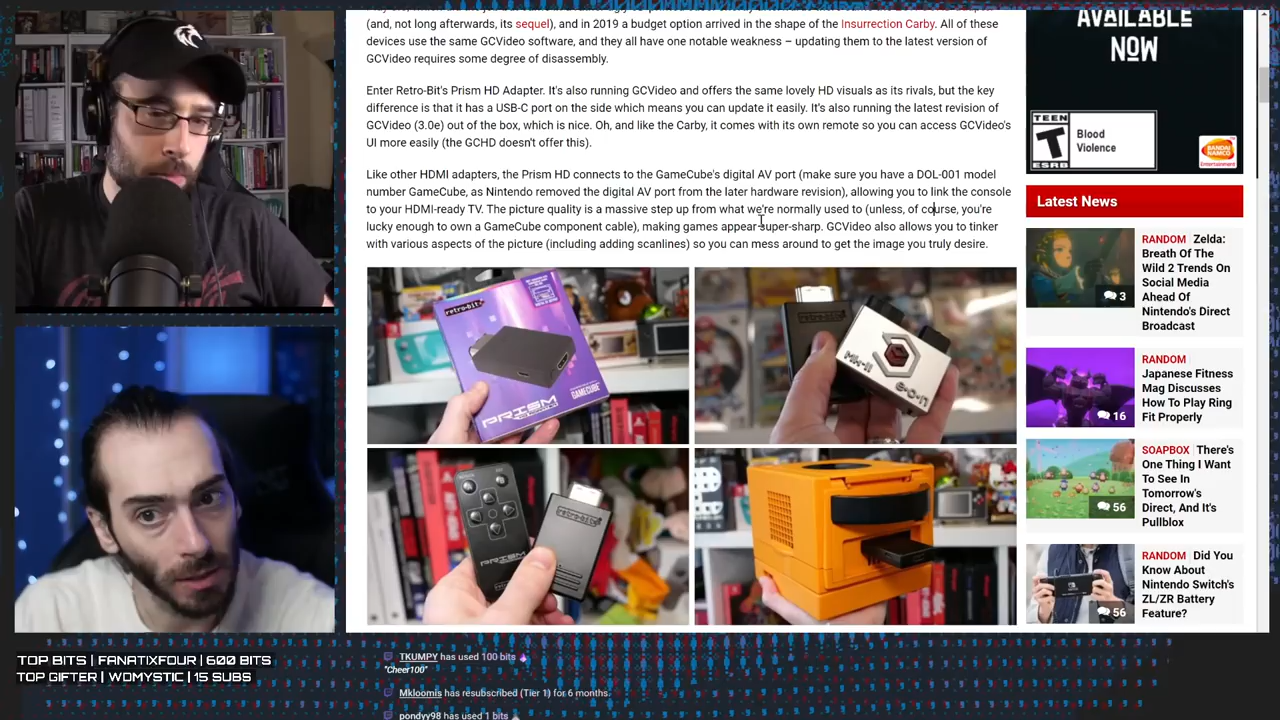 (and, not long afterwards, its sequel), and in 2019 a budget option arrived in the shape of the Insurrection Carby. All of these
devices use the same GCVideo software, and they all have one notable weakness – updating them to the latest version of
GCVideo requires some degree of disassembly.
Enter Retro-Bit's Prism HD Adapter. It's also running GCVideo and offers the same lovely HD visuals as its rivals, but the key
difference is that it has a USB-C port on the side which means you can update it easily. It's also running the latest revision of
GCVideo (3.0e) out of the box, which is nice. Oh, and like the Carby, it comes with its own remote so you can access GCVideo's
UI more easily (the GCHD doesn't offer this).
Like other HDMI adapters, the Prism HD connects to the GameCube's digital AV port (make sure you have a DOL-001 model
number GameCube, as Nintendo removed the digital AV port from the later hardware revision), allowing you to link the console
to your HDMI-ready TV. The picture quality is a massive step up from what we're normally used to (unless, of course, you're
lucky enough to own a GameCube component cable), making games appear super-sharp. GCVideo also allows you to tinker
with various aspects of the picture (including adding scanlines) so you can mess around to get the image you truly desire.
retro-bit
PRISM
GAMECUBE
retro-bit
Mk-II
e·o·n
PRISM
retro-bit
AVAILABLE
NOW
TEEN
T
ESRB
Blood
Violence
BANDAI
NAMCO
Latest News
RANDOM Zelda:
Breath Of The
Wild 2 Trends On
Social Media
Ahead Of
Nintendo's Direct
Broadcast
3
RANDOM
Japanese Fitness
Mag Discusses
How To Play Ring
Fit Properly
16
SOAPBOX There's
One Thing I Want
To See In
Tomorrow's
Direct, And It's
Pullblox
56
RANDOM Did You
Know About
Nintendo Switch's
ZL/ZR Battery
Feature?
56
TOP BITS | FANATIXFOUR | 600 BITS
TOP GIFTER | WDMYSTIC | 15 SUBS
TKUMPY has used 100 bits
"Cheer100"
Mkloomis has resubscribed (Tier 1) for 6 months.
pondyy98 has used 1 bits